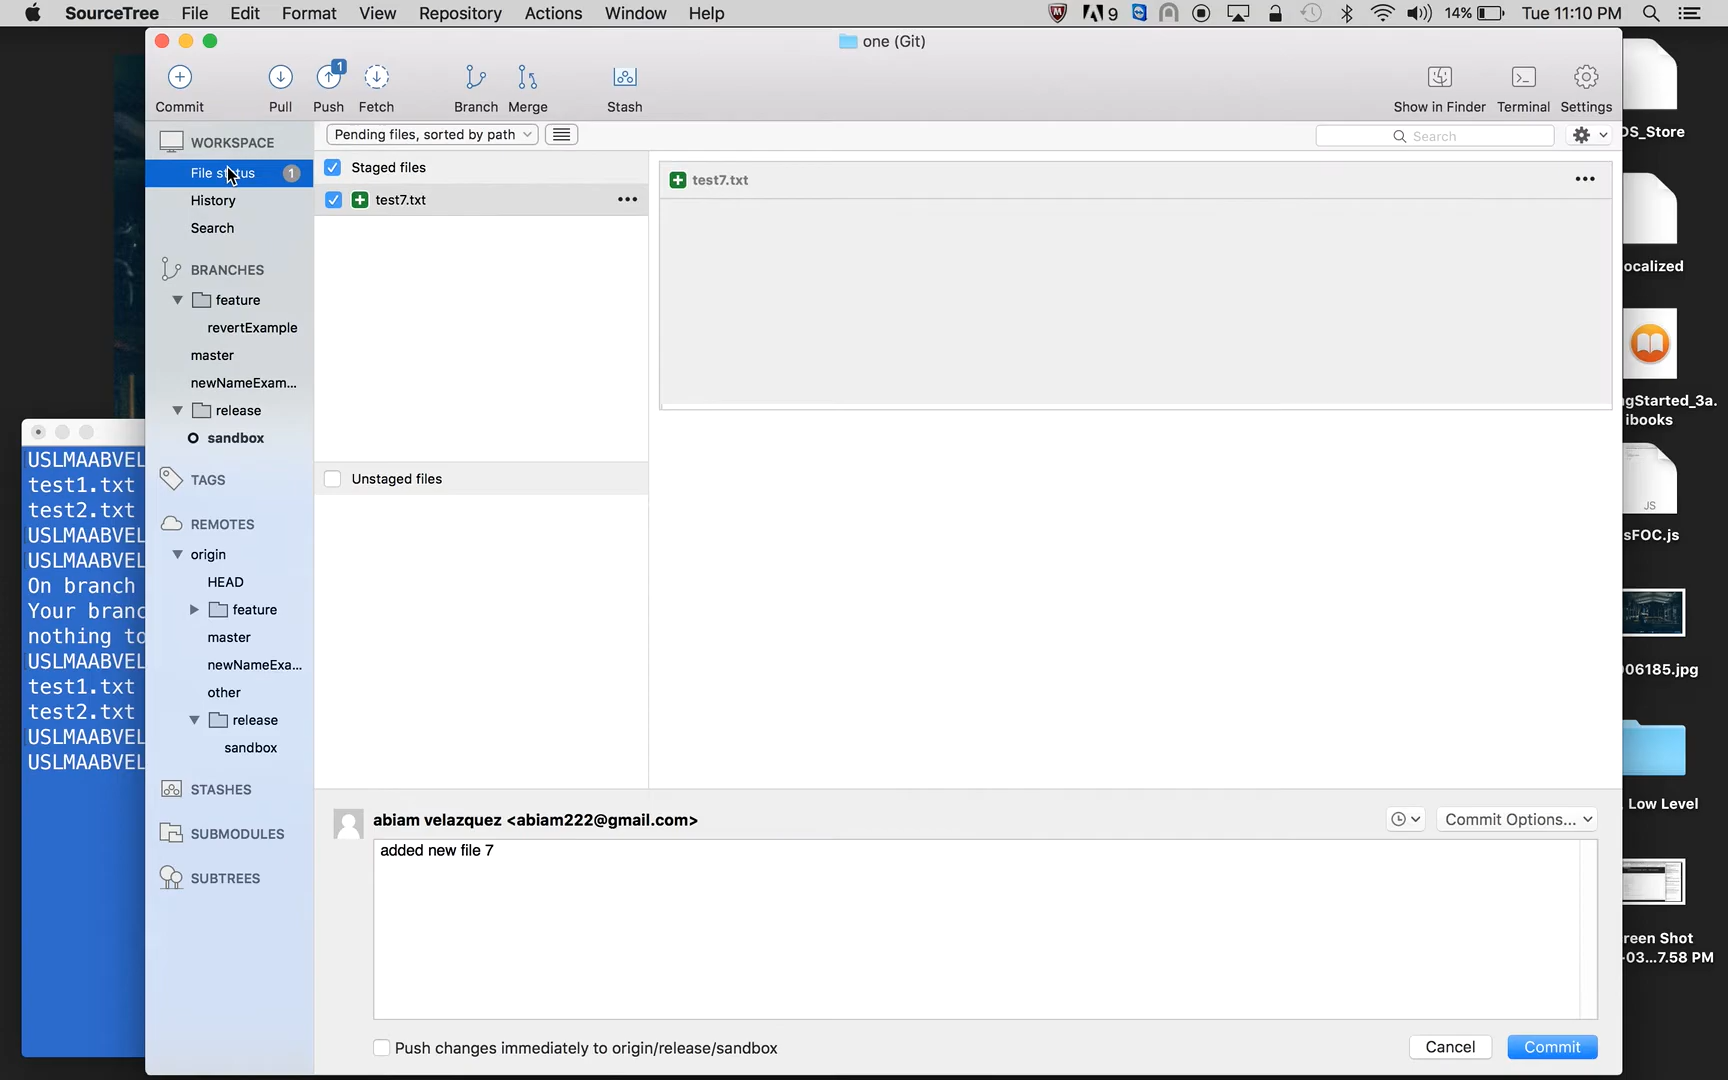 SourceTree File Edit Format View Repository Actions Window Help 9 14% Tue 11:10 PM
one (Git)
1
Commit Pull Push Fetch Branch Merge Stash Show in Finder Terminal Settings
WORKSPACE
File status 1
History
Search
BRANCHES
feature
revertExample
master
newNameExam...
release
sandbox
TAGS
REMOTES
origin
HEAD
feature
master
newNameExa...
other
release
sandbox
STASHES
SUBMODULES
SUBTREES
Pending files, sorted by path
Search
Staged files
test7.txt
Unstaged files
test7.txt
abiam velazquez <abiam222@gmail.com>
Commit Options...
added new file 7
Push changes immediately to origin/release/sandbox
Cancel Commit
USLMAABVEL
test1.txt
test2.txt
USLMAABVEL
USLMAABVEL
On branch
Your branc
nothing to
USLMAABVEL
test1.txt
test2.txt
USLMAABVEL
USLMAABVEL
DS_Store
ocalized
gStarted_3a.
ibooks
JS
sFOC.js
06185.jpg
Low Level
reen Shot
-03...7.58 PM